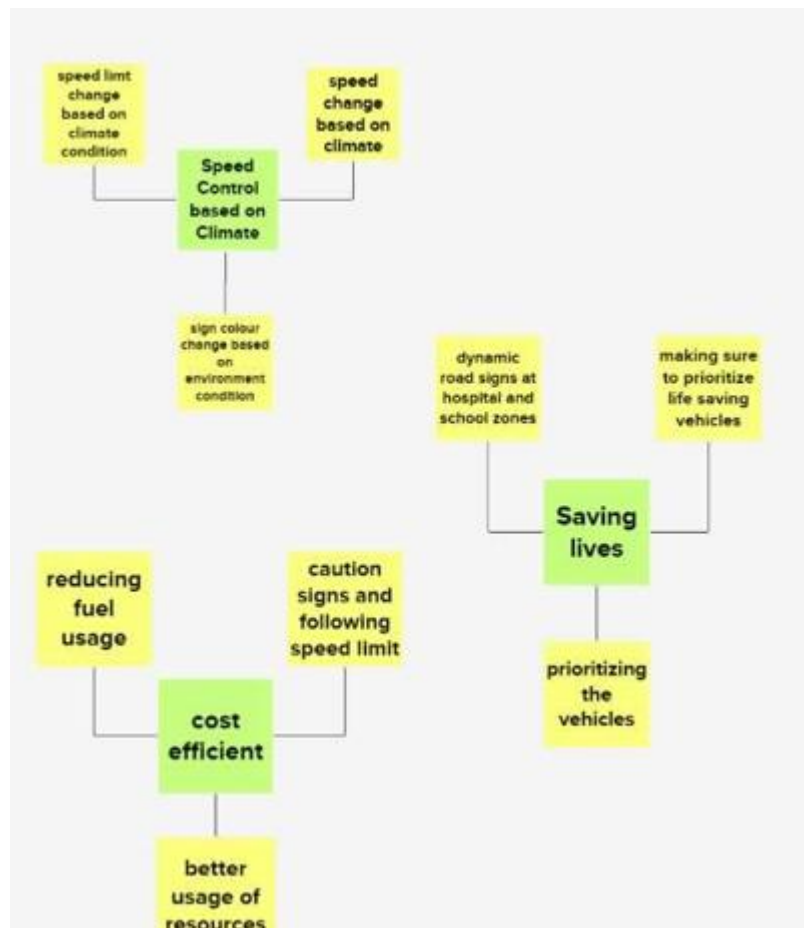 speed limt
change
based on
climate
condition
speed
change
based on
climate
Speed
Control
based on
Climate
sign colour
change based
on
environment
condition
dynamic
road signs at
hospital and
school zones
making sure
to prioritize
life saving
vehicles
Saving
lives
prioritizing
the
vehicles
reducing
fuel
usage
caution
signs and
following
speed limit
cost
efficient
better
usage of
resources